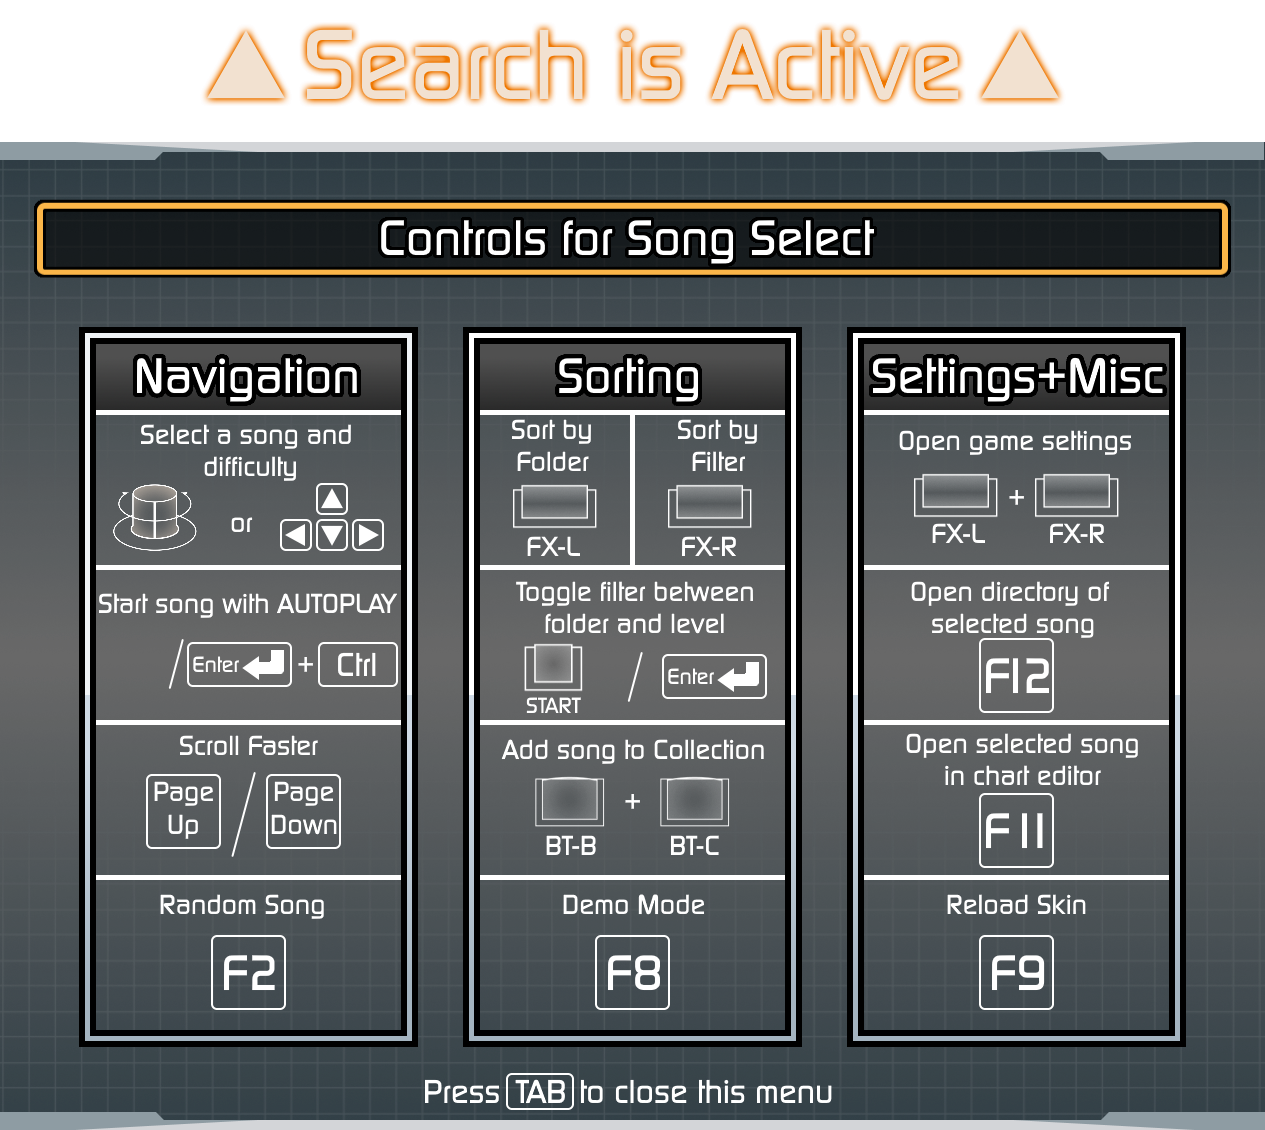 Search is Active
Controls for Song Select
Navigation
Select a song and
difficulty
or
Start song with AUTOPLAY
/ Enter + Ctrl
Scroll Faster
Page
Up
/
Page
Down
Random Song
F2
Sorting
Sort by
Folder
FX-L
Sort by
Filter
FX-R
Toggle filter between
folder and level
START
/ Enter
Add song to Collection
+
BT-B
BT-C
Demo Mode
F8
Settings+Misc
Open game settings
+
FX-L
FX-R
Open directory of
selected song
F12
Open selected song
in chart editor
F11
Reload Skin
F9
Press TAB to close this menu